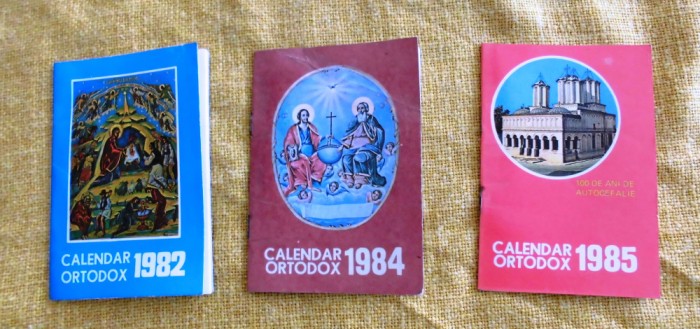 CALENDAR
ORTODOX 1982
CALENDAR
ORTODOX 1984
100 DE ANI DE
AUTOCEFALIE
CALENDAR
ORTODOX 1985